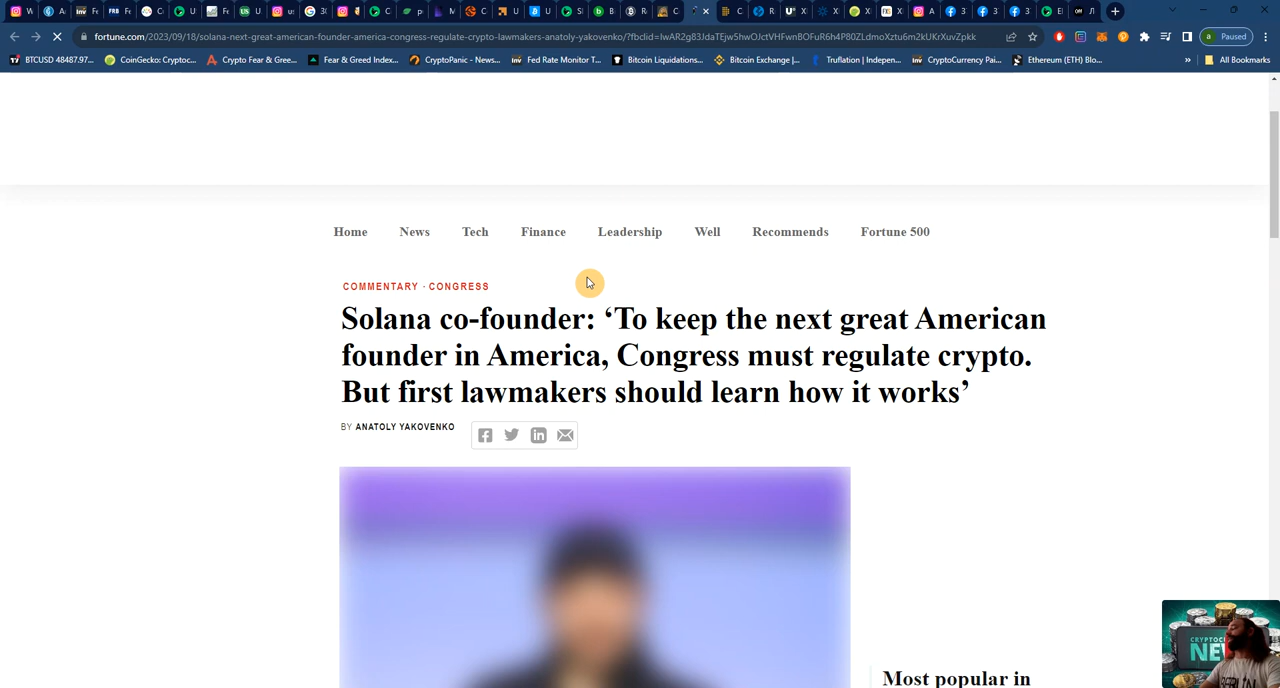 fortune.com/2023/09/18/solana-next-great-american-founder-america-congress-regulate-crypto-lawmakers-anatoly-yakovenko/?fbclid=
Paused
BTCUSD 48487.97...
CoinGecko: Cryptoc...
Crypto Fear & Gree...
Fear & Greed Index...
CryptoPanic - News...
Fed Rate Monitor T...
Bitcoin Liquidations...
Bitcoin Exchange |...
Truflation | Indepen...
CryptoCurrency Pai...
Ethereum (ETH) Blo...
»
All Bookmarks
Home
News
Tech
Finance
Leadership
Well
Recommends
Fortune 500
COMMENTARY · CONGRESS
Solana co-founder: ‘To keep the next great American
founder in America, Congress must regulate crypto.
But first lawmakers should learn how it works’
BY ANATOLY YAKOVENKO
Most popular in